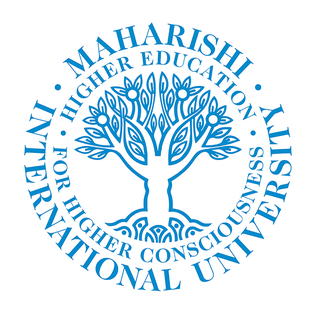 MAHARISHI
INTERNATIONAL UNIVERSITY
HIGHER EDUCATION
FOR HIGHER CONSCIOUSNESS